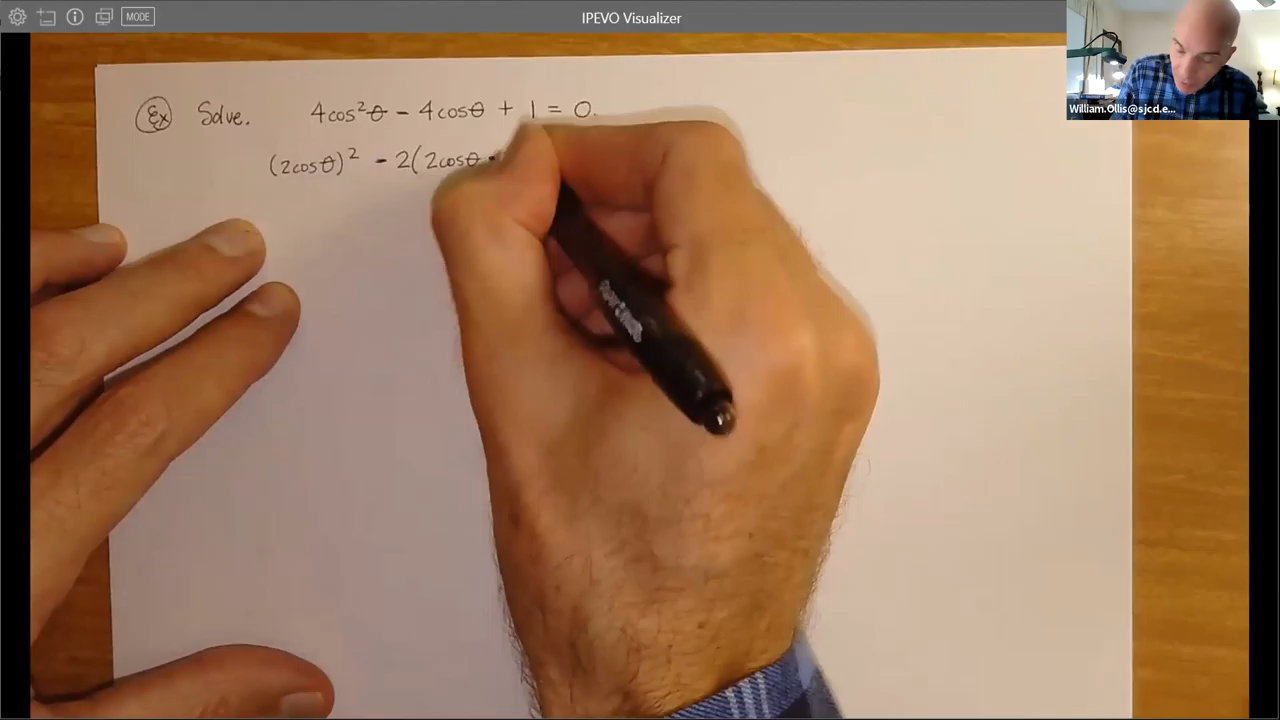 MODE
IPEVO Visualizer
William.Ollis@sjcd.e...
Ex Solve. 4cos²θ - 4cosθ + 1 = 0.
(2cosθ)² - 2(2cosθ ·